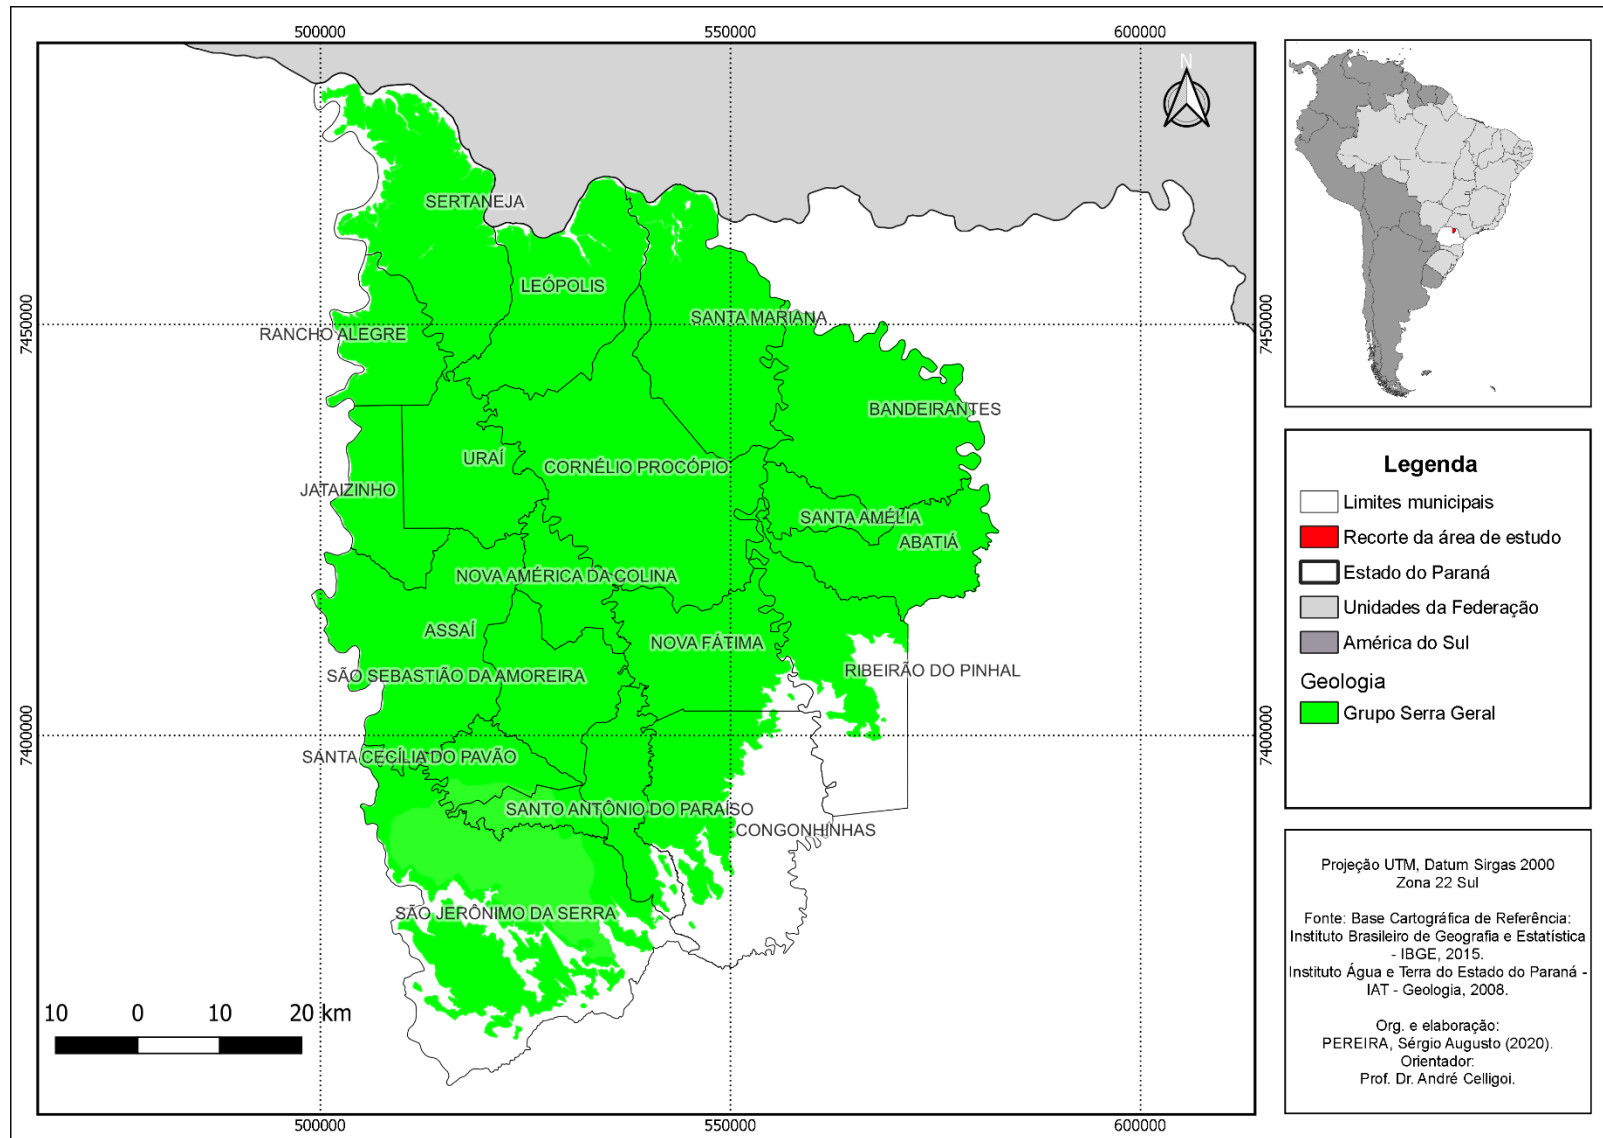 500000
550000
600000
N
SERTANEJA
LEÓPOLIS
SANTA MARIANA
RANCHO ALEGRE
7450000
7450000
BANDEIRANTES
URAÍ
CORNÉLIO PROCÓPIO
JATAIZINHO
SANTA AMÉLIA
ABATIÁ
NOVA AMÉRICA DA COLINA
ASSAÍ
NOVA FÁTIMA
SÃO SEBASTIÃO DA AMOREIRA
RIBEIRÃO DO PINHAL
7400000
7400000
SANTA CECÍLIA DO PAVÃO
SANTO ANTÔNIO DO PARAÍSO
CONGONHINHAS
SÃO JERÔNIMO DA SERRA
10 0 10 20 km
500000
550000
600000
Legenda
Limites municipais
Recorte da área de estudo
Estado do Paraná
Unidades da Federação
América do Sul
Geologia
Grupo Serra Geral
Projeção UTM, Datum Sirgas 2000
Zona 22 Sul
Fonte: Base Cartográfica de Referência:
Instituto Brasileiro de Geografia e Estatística
- IBGE, 2015.
Instituto Água e Terra do Estado do Paraná -
IAT - Geologia, 2008.
Org. e elaboração:
PEREIRA, Sérgio Augusto (2020).
Orientador:
Prof. Dr. André Celligoi.